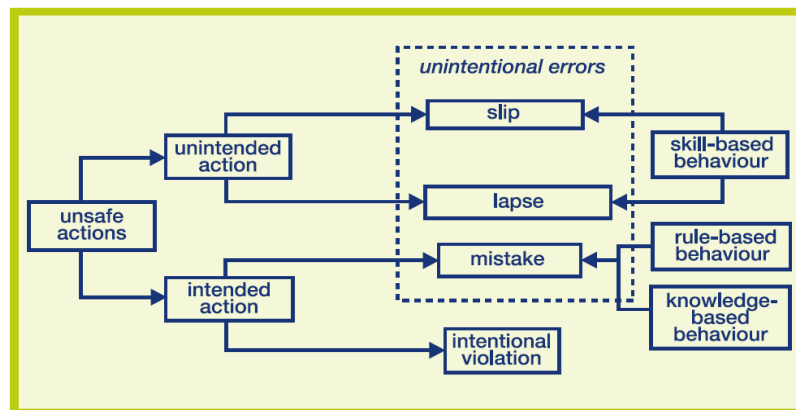 unintentional errors
slip
unintended
action
skill-based
behaviour
lapse
unsafe
actions
rule-based
behaviour
mistake
intended
action
knowledge-
based
behaviour
intentional
violation